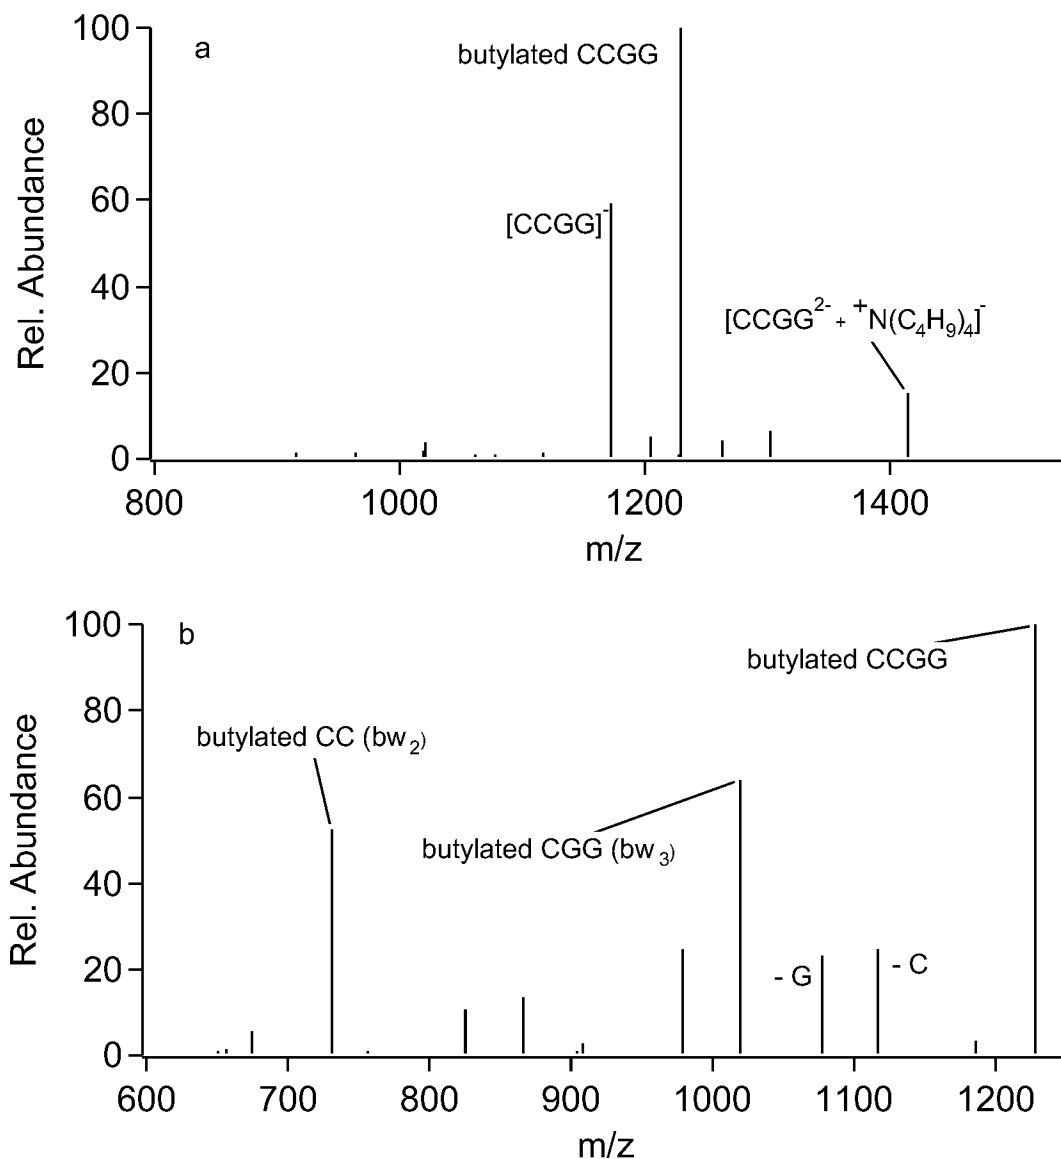 100
a
butylated CCGG
80
Rel. Abundance
60
[CCGG]-
40
[CCGG2- + +N(C4H9)4]-
20
0
800 1000 1200 1400
m/z
100
b
butylated CCGG
80
butylated CC (bw2)
Rel. Abundance
60
butylated CGG (bw3)
40
20
- G
- C
0
600 700 800 900 1000 1100 1200
m/z